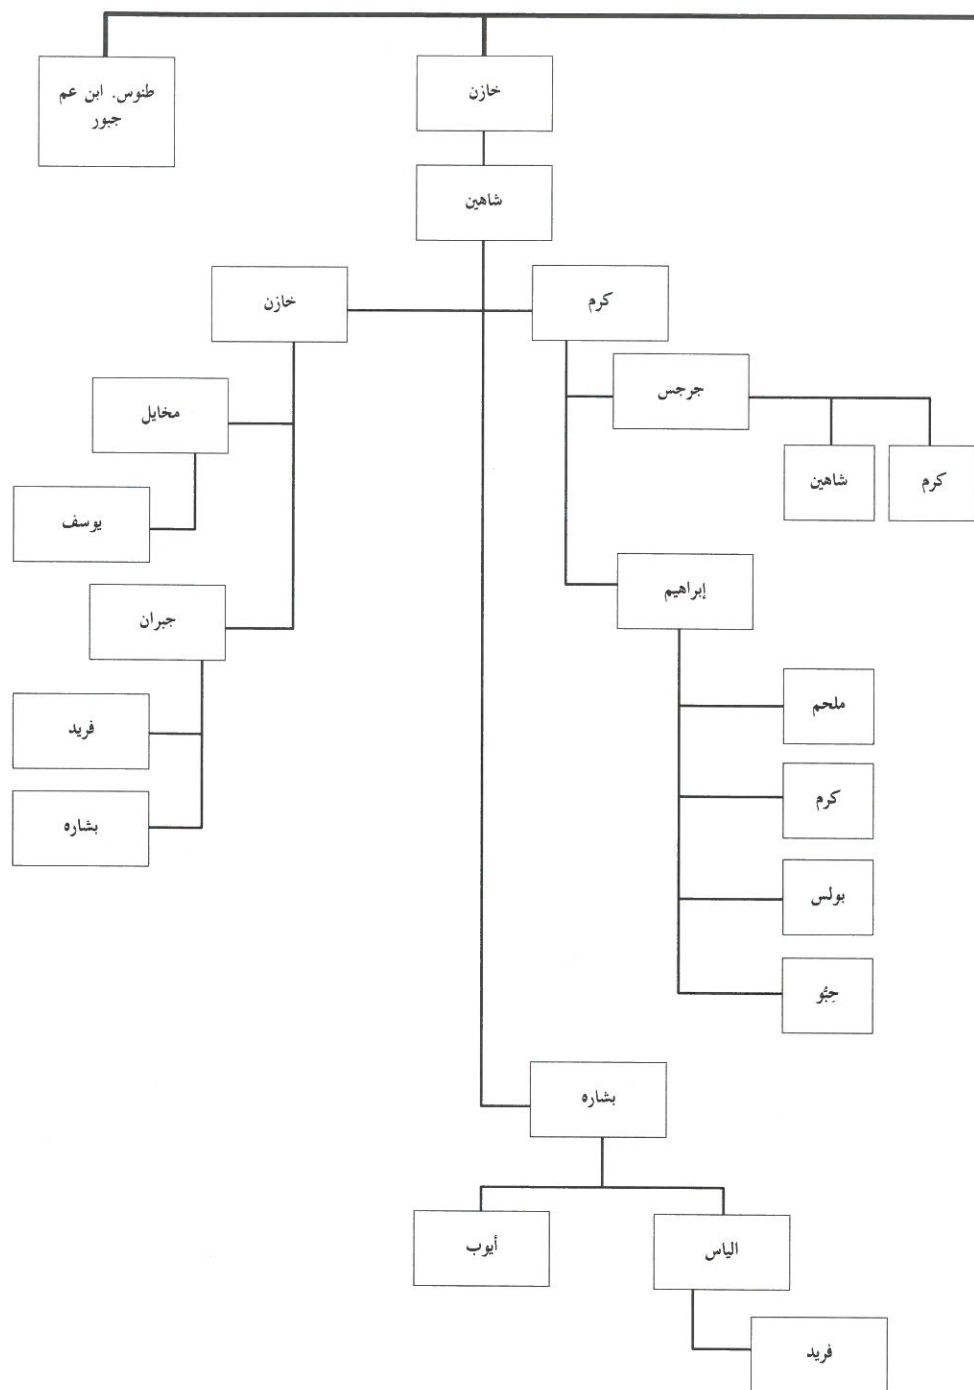 خازن
طنوس. ابن عم
جبور
شاهين
كرم
خازن
جرجس
مخايل
كرم
شاهين
يوسف
إبراهيم
جبران
ملحم
فريد
كرم
بشاره
بولس
حِبُّو
بشاره
الياس
أيوب
فريد